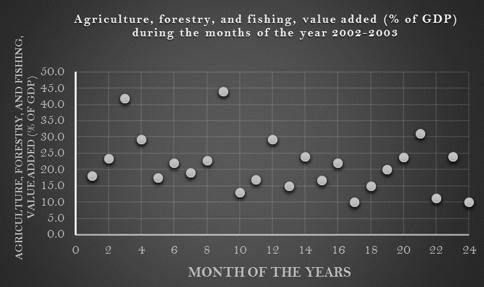 Agriculture, forestry, and fishing, value added (% of GDP)
during the months of the year 2002-2003
AGRICULTURE, FORESTRY, AND FISHING,
VALUE ADDED (% OF GDP)
50.0
45.0
40.0
35.0
30.0
25.0
20.0
15.0
10.0
5.0
0.0
0 2 4 6 8 10 12 14 16 18 20 22 24
MONTH OF THE YEARS